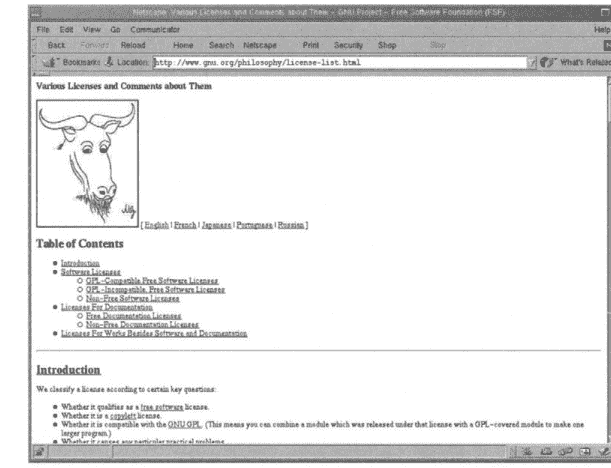 Netscape: Various Licenses and Comments about Them - GNU Project - Free Software Foundation (FSF)
File Edit View Go Communicator Help
Back Forward Reload Home Search Netscape Print Security Shop Stop
Bookmarks Location: http://www.gnu.org/philosophy/license-list.html What's Related
Various Licenses and Comments about Them
[ English | French | Japanese | Portuguese | Russian ]
Table of Contents
Introduction
Software Licenses
GPL-Compatible Free Software Licenses
GPL-Incompatible, Free Software Licenses
Non-Free Software Licenses
Licenses For Documentation
Free Documentation Licenses
Non-Free Documentation Licenses
Licenses For Works Besides Software and Documentation
Introduction
We classify a license according to certain key questions:
Whether it qualifies as a free software license.
Whether it is a copyleft license.
Whether it is compatible with the GNU GPL. (This means you can combine a module which was released under that license with a GPL-covered module to make one
larger program.)
Whether it causes any particular practical problems.